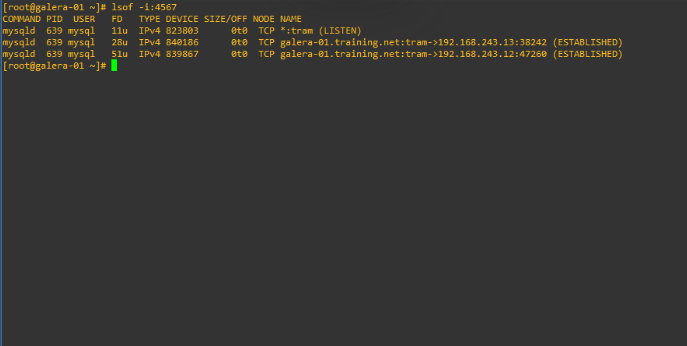 [root@galera-01 ~]# lsof -i:4567
COMMAND PID USER FD TYPE DEVICE SIZE/OFF NODE NAME
mysqld 639 mysql 11u IPv4 823803 0t0 TCP *:tram (LISTEN)
mysqld 639 mysql 28u IPv4 840186 0t0 TCP galera-01.training.net:tram->192.168.243.13:38242 (ESTABLISHED)
mysqld 639 mysql 51u IPv4 839867 0t0 TCP galera-01.training.net:tram->192.168.243.12:47260 (ESTABLISHED)
[root@galera-01 ~]#